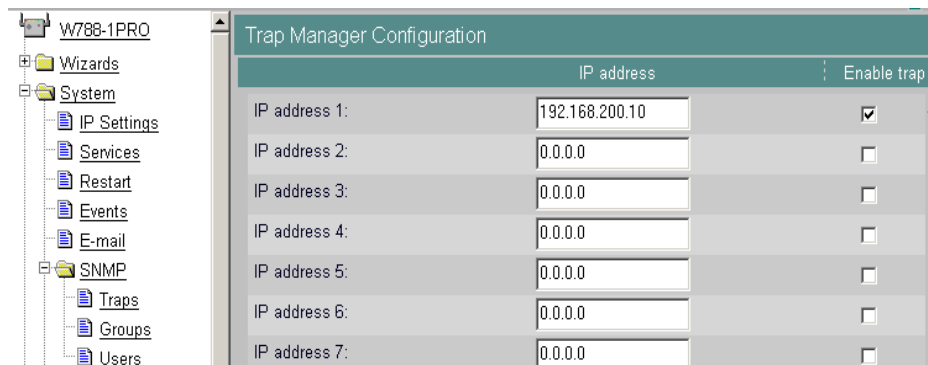 W788-1PRO
Wizards
System
IP Settings
Services
Restart
Events
E-mail
SNMP
Traps
Groups
Users
Trap Manager Configuration
IP address Enable trap
IP address 1: 192.168.200.10
IP address 2: 0.0.0.0
IP address 3: 0.0.0.0
IP address 4: 0.0.0.0
IP address 5: 0.0.0.0
IP address 6: 0.0.0.0
IP address 7: 0.0.0.0